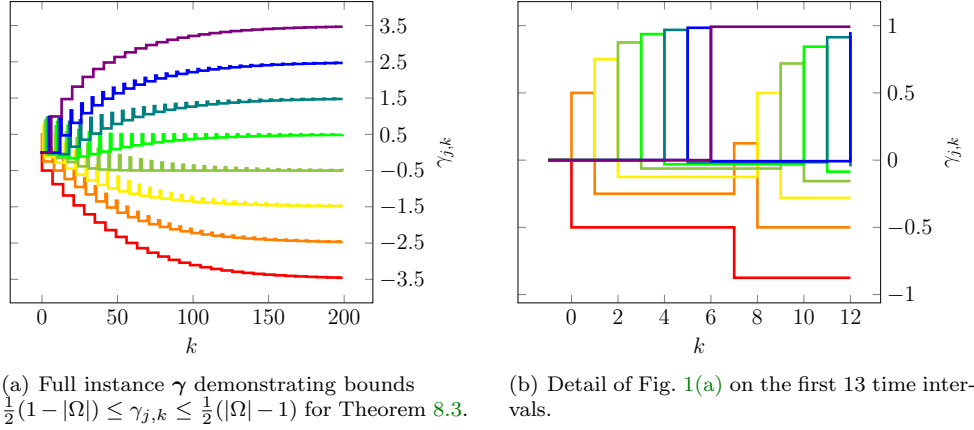 3.5
2.5
1.5
0.5
−0.5
−1.5
−2.5
−3.5
γj,k
0 50 100 150 200
k
1
0.5
0
−0.5
−1
γj,k
0 2 4 6 8 10 12
k
(a) Full instance γ demonstrating bounds
½(1−|Ω|) ≤ γj,k ≤ ½(|Ω|−1) for Theorem 8.3.
(b) Detail of Fig. 1(a) on the first 13 time inter-
vals.